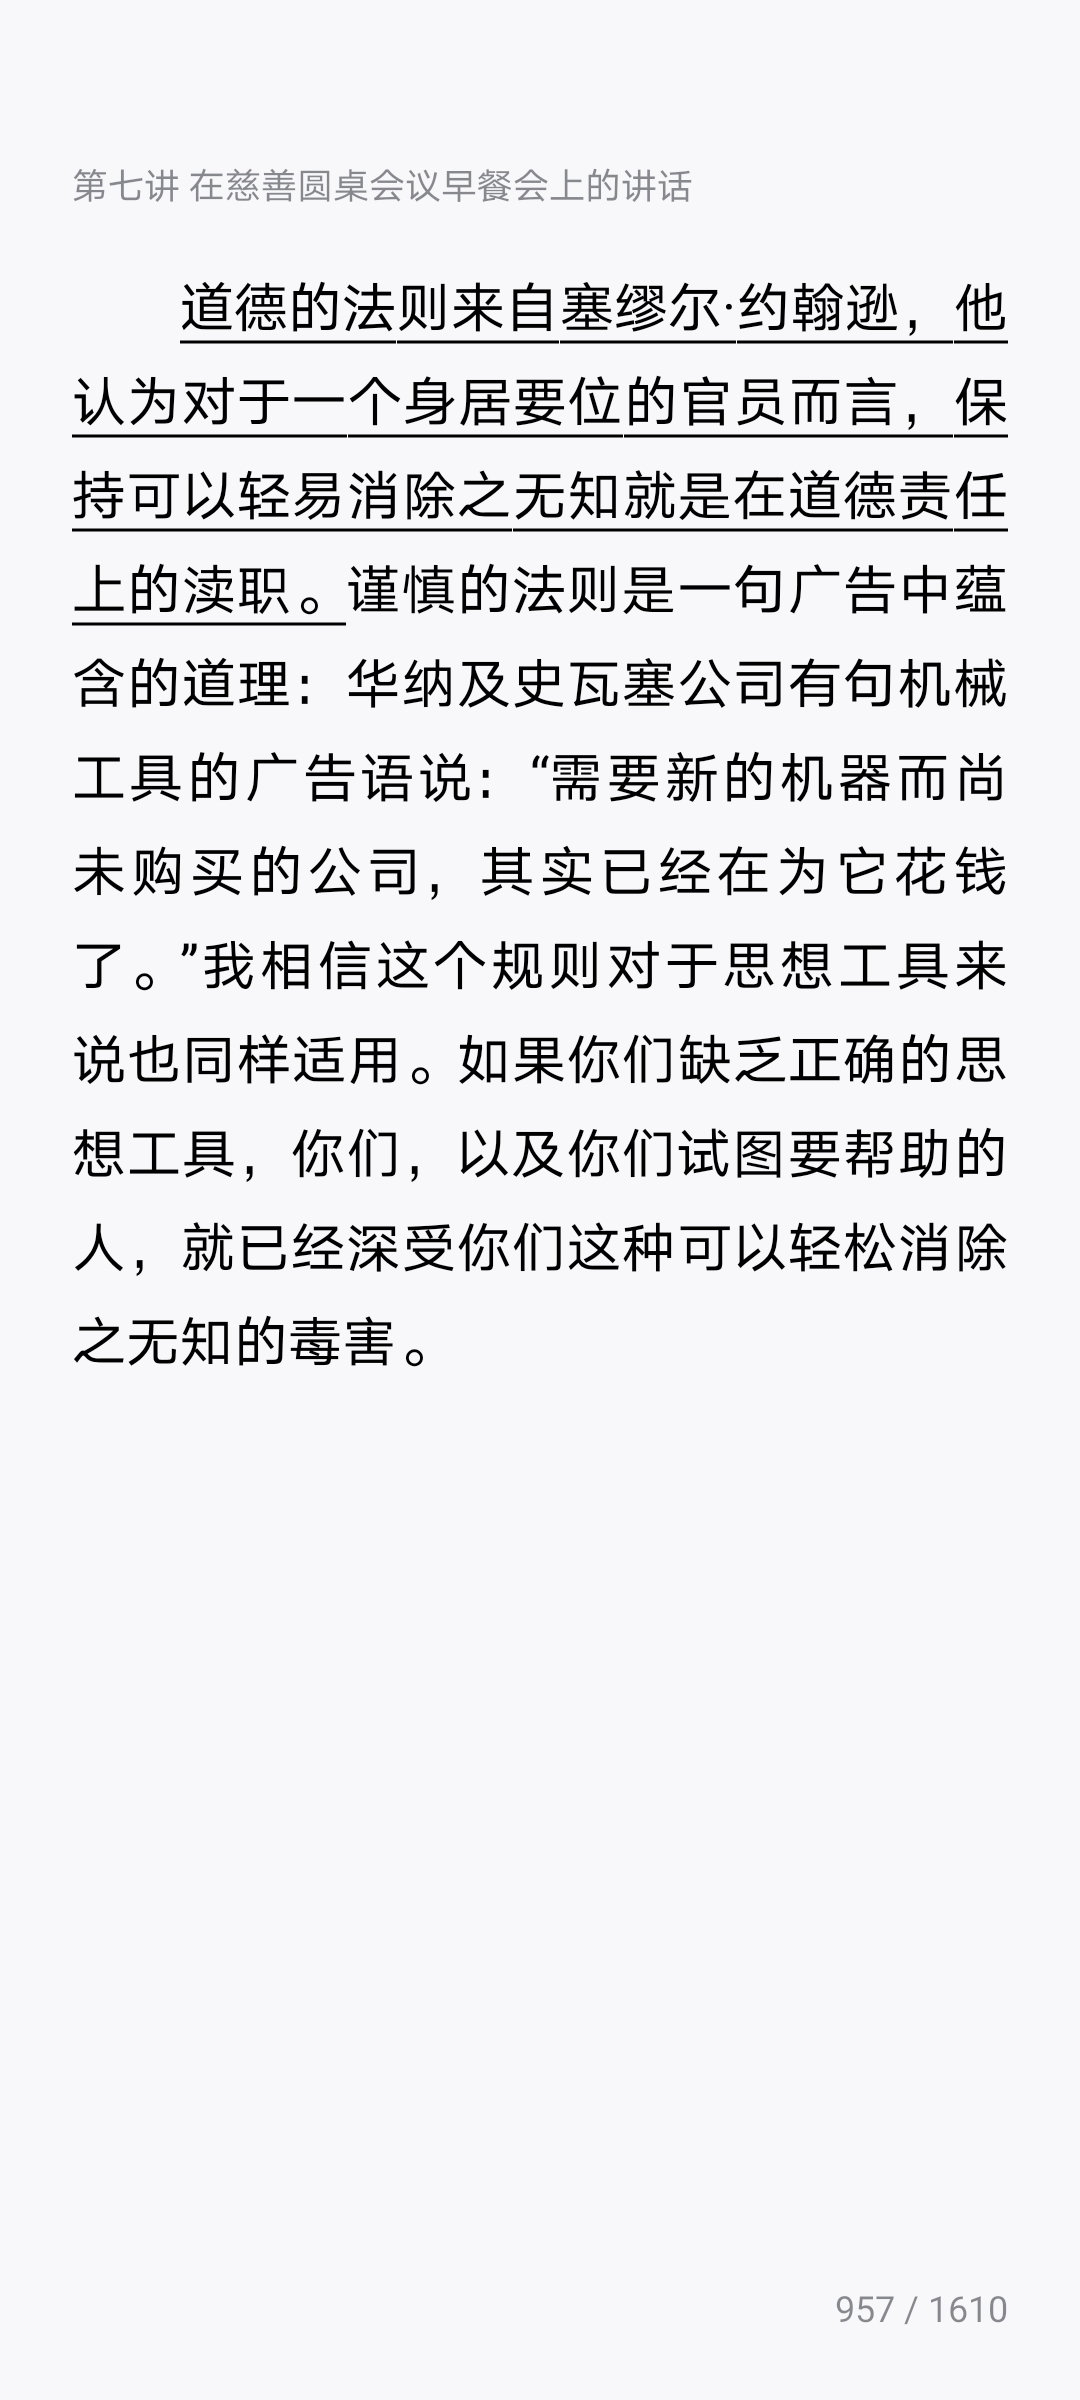 第七讲 在慈善圆桌会议早餐会上的讲话
道德的法则来自塞缪尔·约翰逊，他
认为对于一个身居要位的官员而言，保
持可以轻易消除之无知就是在道德责任
上的渎职。谨慎的法则是一句广告中蕴
含的道理：华纳及史瓦塞公司有句机械
工具的广告语说：“需要新的机器而尚
未购买的公司，其实已经在为它花钱
了。”我相信这个规则对于思想工具来
说也同样适用。如果你们缺乏正确的思
想工具，你们，以及你们试图要帮助的
人，就已经深受你们这种可以轻松消除
之无知的毒害。
957 / 1610